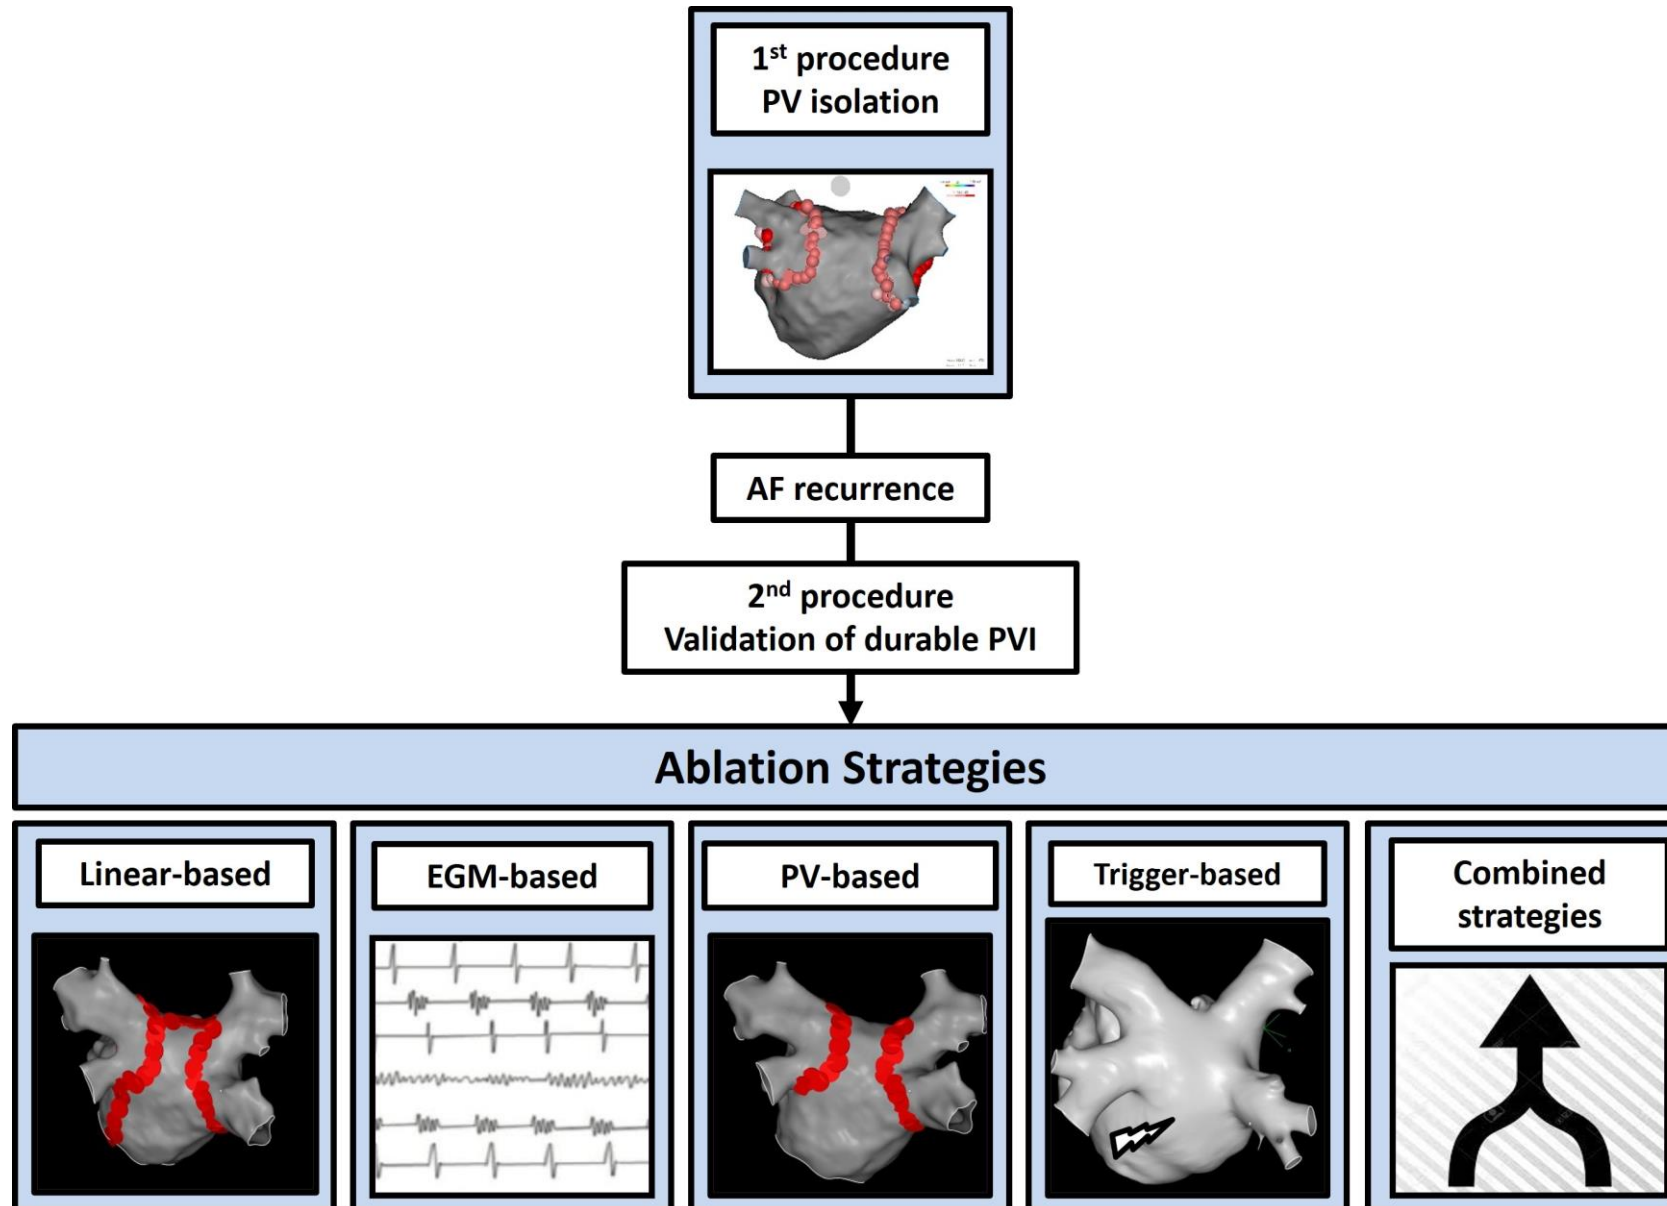 1st procedure
PV isolation
AF recurrence
2nd procedure
Validation of durable PVI
Ablation Strategies
Linear-based
EGM-based
PV-based
Trigger-based
Combined
strategies